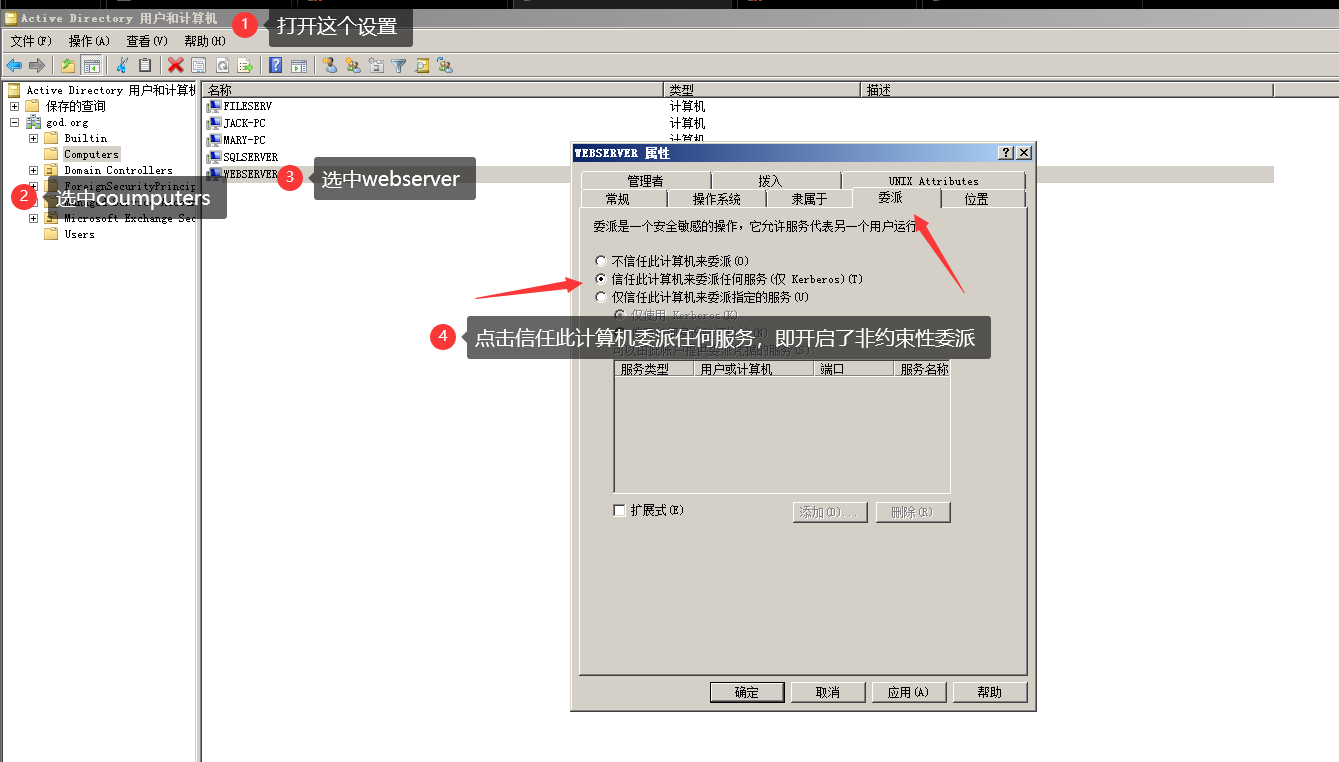 Active Directory 用户和计算机
1
打开这个设置
文件(F) 操作(A) 查看(V) 帮助(H)
Active Directory 用户和计算机
保存的查询
god.org
Builtin
Computers
Domain Controllers
ForeignSecurityPrincip
2
选中coumputers
Microsoft Exchange Sec
Users
名称 类型 描述
FILESERV 计算机
JACK-PC 计算机
MARY-PC 计算机
SQLSERVER
WEBSERVER
3
选中webserver
WEBSERVER 属性
管理者 拨入 UNIX Attributes
常规 操作系统 隶属于 委派 位置
委派是一个安全敏感的操作，它允许服务代表另一个用户运行
不信任此计算机来委派(O)
信任此计算机来委派任何服务(仅 Kerberos)(T)
仅信任此计算机来委派指定的服务(U)
仅使用 Kerberos(K)
4
点击信任此计算机委派任何服务，即开启了非约束性委派
可以由此帐户提供委派凭据的服务(S)
服务类型 用户或计算机 端口 服务名称
扩展式(E) 添加(D)... 删除(R)
确定 取消 应用(A) 帮助